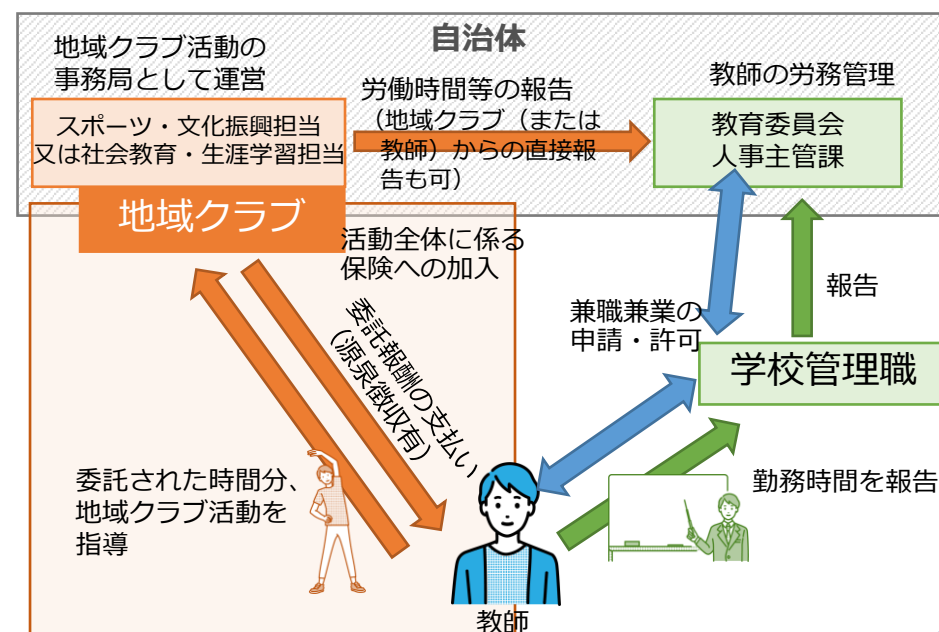 自治体
地域クラブ活動の
事務局として運営
スポーツ・文化振興担当
又は社会教育・生涯学習担当
地域クラブ
労働時間等の報告
（地域クラブ（または
教師）からの直接報
告も可）
教師の労務管理
教育委員会
人事主管課
活動全体に係る
保険への加入
委託報酬の支払い
(源泉徴収有)
兼職兼業の
申請・許可
報告
学校管理職
委託された時間分、
地域クラブ活動を
指導
勤務時間を報告
教師